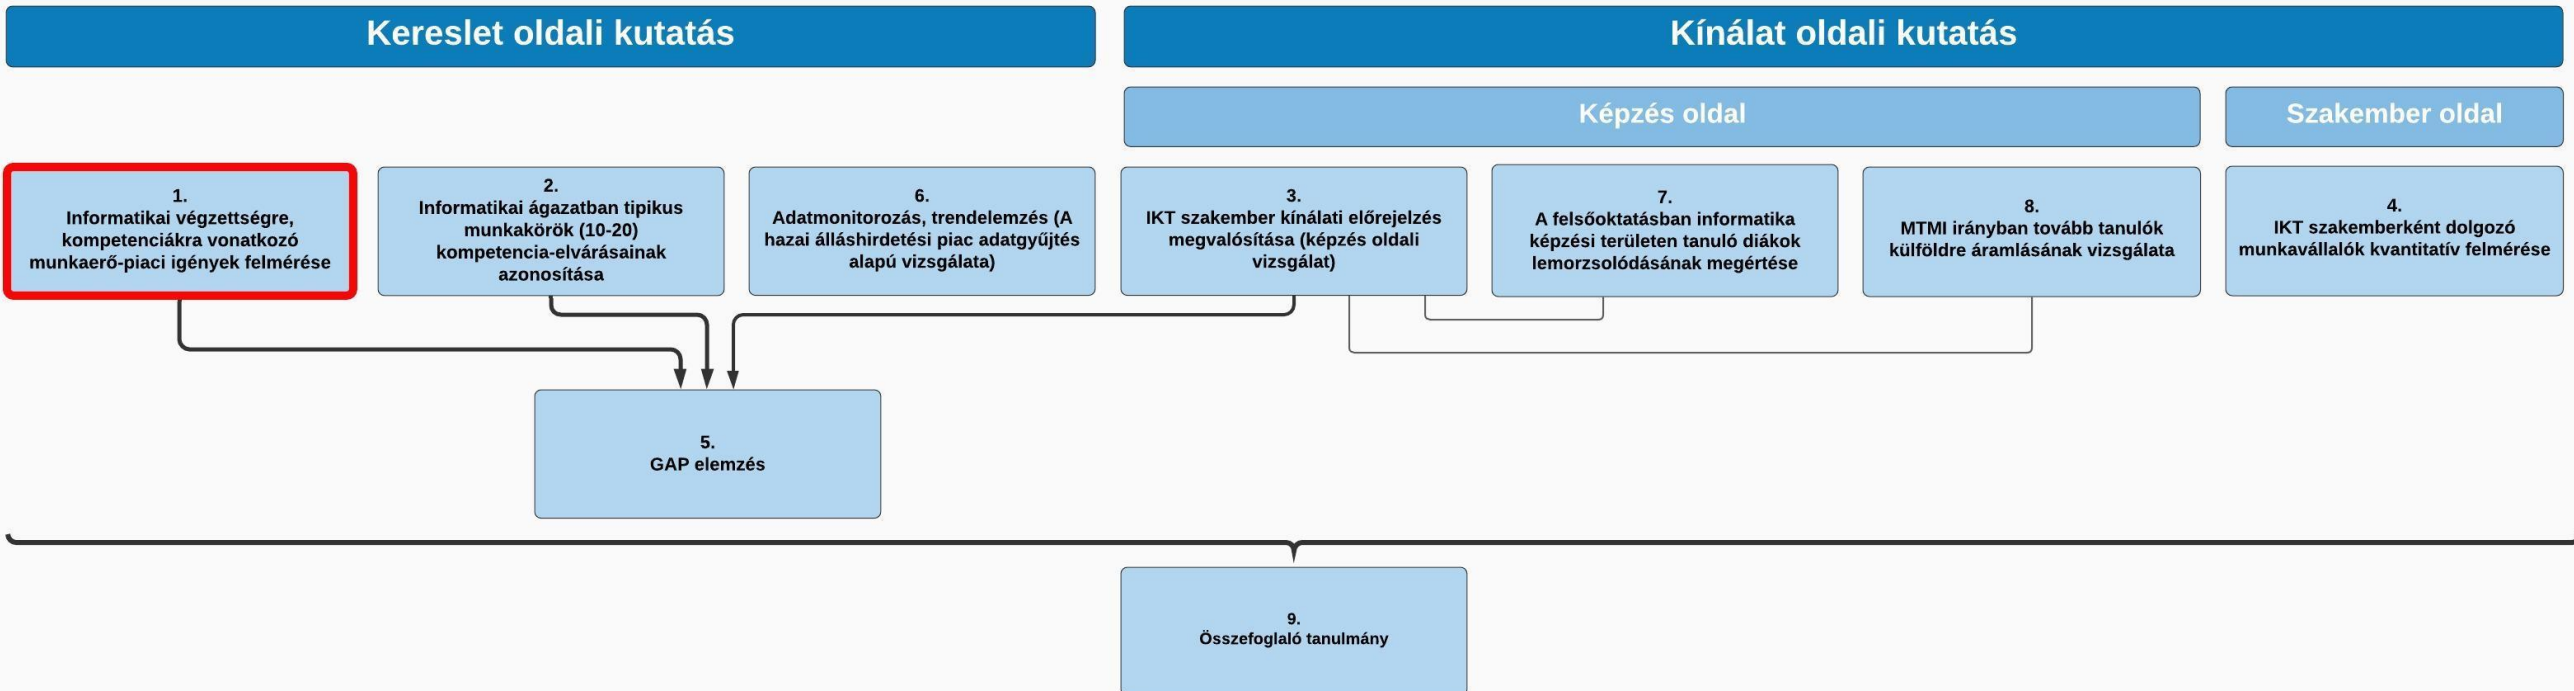 Kereslet oldali kutatás
Kínálat oldali kutatás
Képzés oldal
Szakember oldal
1.
Informatikai végzettségre,
kompetenciákra vonatkozó
munkaerő-piaci igények felmérése
2.
Informatikai ágazatban tipikus
munkakörök (10-20)
kompetencia-elvárásainak
azonosítása
6.
Adatmonitorozás, trendelemzés (A
hazai álláshirdetési piac adatgyűjtés
alapú vizsgálata)
3.
IKT szakember kínálati előrejelzés
megvalósítása (képzés oldali
vizsgálat)
7.
A felsőoktatásban informatika
képzési területen tanuló diákok
lemorzsolódásának megértése
8.
MTMI irányban tovább tanulók
külföldre áramlásának vizsgálata
4.
IKT szakemberként dolgozó
munkavállalók kvantitatív felmérése
5.
GAP elemzés
9.
Összefoglaló tanulmány